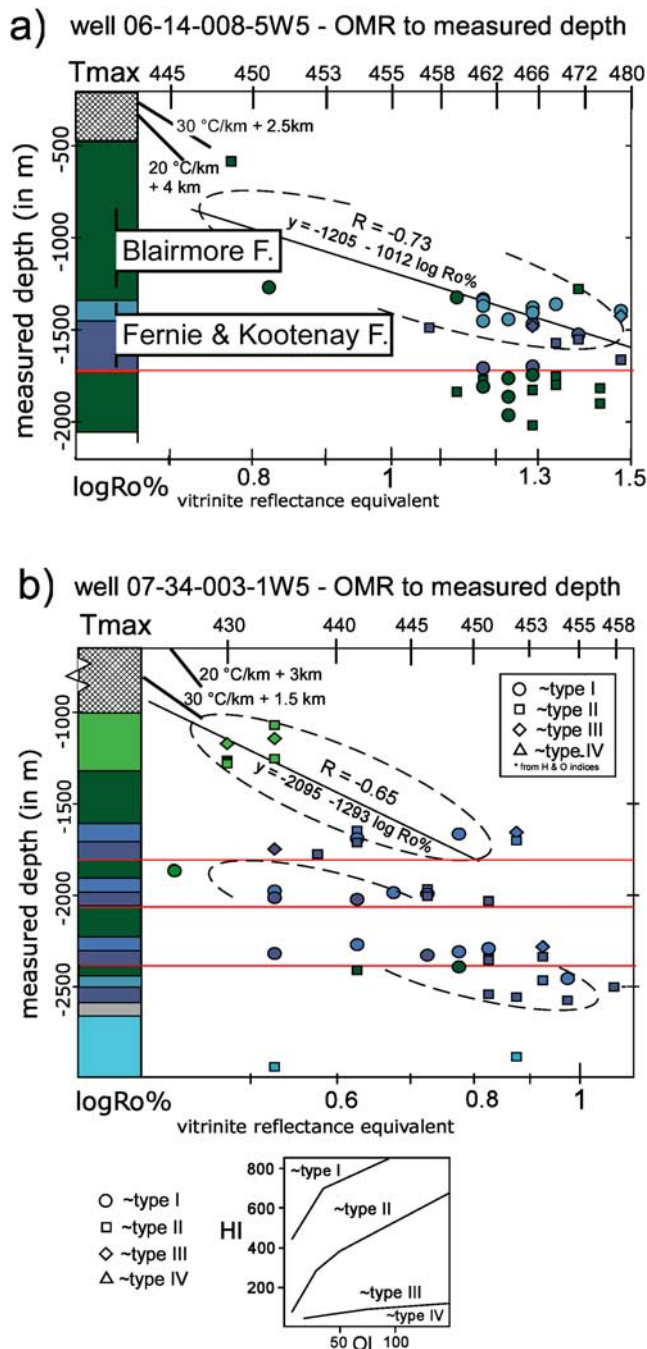 a) well 06-14-008-5W5 - OMR to measured depth
Tmax 445 450 453 455 458 462 466 472 480
30 °C/km + 2.5km
20 °C/km
+ 4 km
-500
-1000
-1500
-2000
measured depth (in m)
R = -0.73
y = -1205 - 1012 log Ro%
Blairmore F.
Fernie & Kootenay F.
0.8 1 1.3 1.5
logRo% vitrinite reflectance equivalent
b) well 07-34-003-1W5 - OMR to measured depth
Tmax 430 440 445 450 453 455 458
20 °C/km + 3km
30 °C/km + 1.5 km
~type I
~type II
~type III
~type IV
* from H & O indices
-1000
-1500
-2000
-2500
measured depth (in m)
R = -0.65
y = -2095 -1293 log Ro%
logRo% 0.6 0.8 1
vitrinite reflectance equivalent
~type I
~type II
~type III
~type IV
HI
800
600
400
200
~type I
~type II
~type III
~type IV
50 OI 100